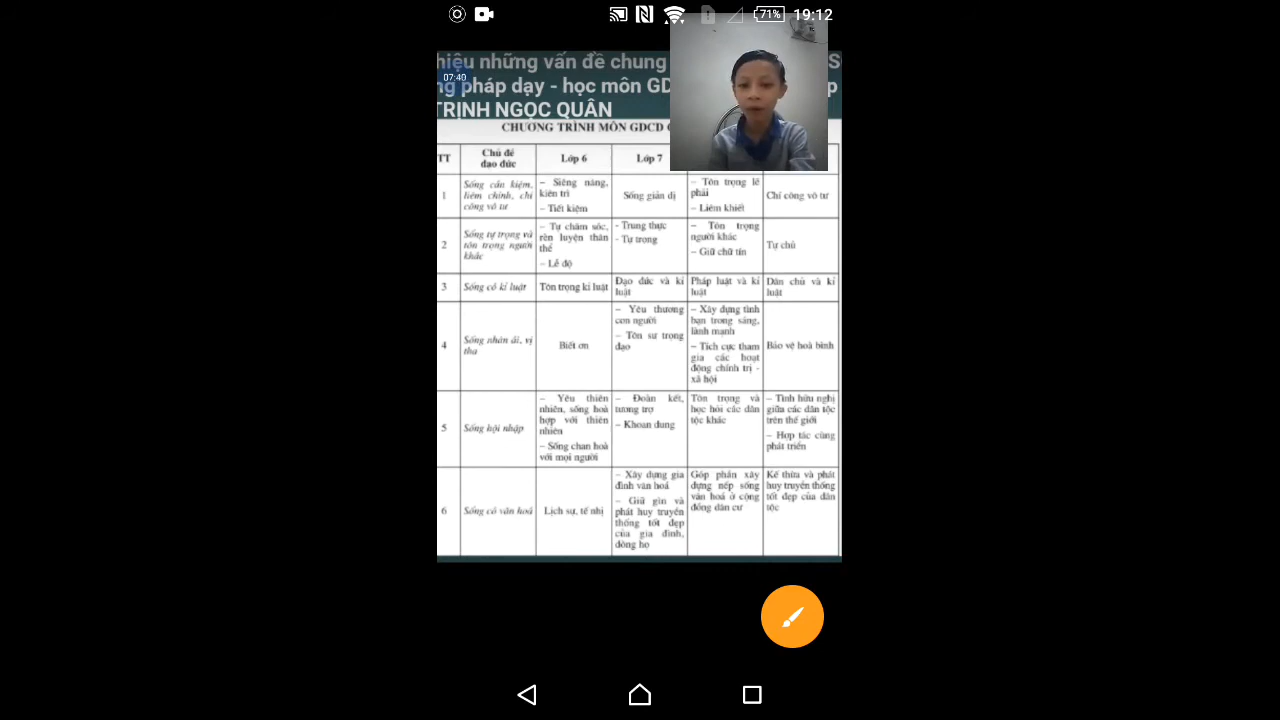 71%
19:12
hiệu những vấn đề chung
07:40
ng pháp dạy - học môn GD
TRỊNH NGỌC QUÂN
CHƯƠNG TRÌNH MÔN GDCD
TT
Chủ đề
đạo đức
Lớp 6
Lớp 7
1
Sống cần kiệm,
liêm chính, chí
công vô tư
– Siêng năng,
kiên trì
– Tiết kiệm
Sống giản dị
– Tôn trọng lẽ
phải
– Liêm khiết
Chí công vô tư
2
Sống tự trọng và
tôn trọng người
khác
– Tự chăm sóc,
rèn luyện thân
thể
– Lễ độ
- Trung thực
- Tự trọng
– Tôn trọng
người khác
– Giữ chữ tín
Tự chủ
3
Sống có kỉ luật
Tôn trọng kỉ luật
Đạo đức và kỉ
luật
Pháp luật và kỉ
luật
Dân chủ và kỉ
luật
4
Sống nhân ái, vị
tha
Biết ơn
– Yêu thương
con người
– Tôn sư trọng
đạo
– Xây dựng tình
bạn trong sáng,
lành mạnh
– Tích cực tham
gia các hoạt
động chính trị -
xã hội
Bảo vệ hoà bình
5
Sống hội nhập
– Yêu thiên
nhiên, sống hoà
hợp với thiên
nhiên
– Sống chan hoà
với mọi người
– Đoàn kết,
tương trợ
– Khoan dung
Tôn trọng và
học hỏi các dân
tộc khác
– Tình hữu nghị
giữa các dân tộc
trên thế giới
– Hợp tác cùng
phát triển
6
Sống có văn hoá
Lịch sự, tế nhị
– Xây dựng gia
đình văn hoá
– Giữ gìn và
phát huy truyền
thống tốt đẹp
của gia đình,
dòng họ
Góp phần xây
dựng nếp sống
văn hoá ở cộng
đồng dân cư
Kế thừa và phát
huy truyền thống
tốt đẹp của dân
tộc